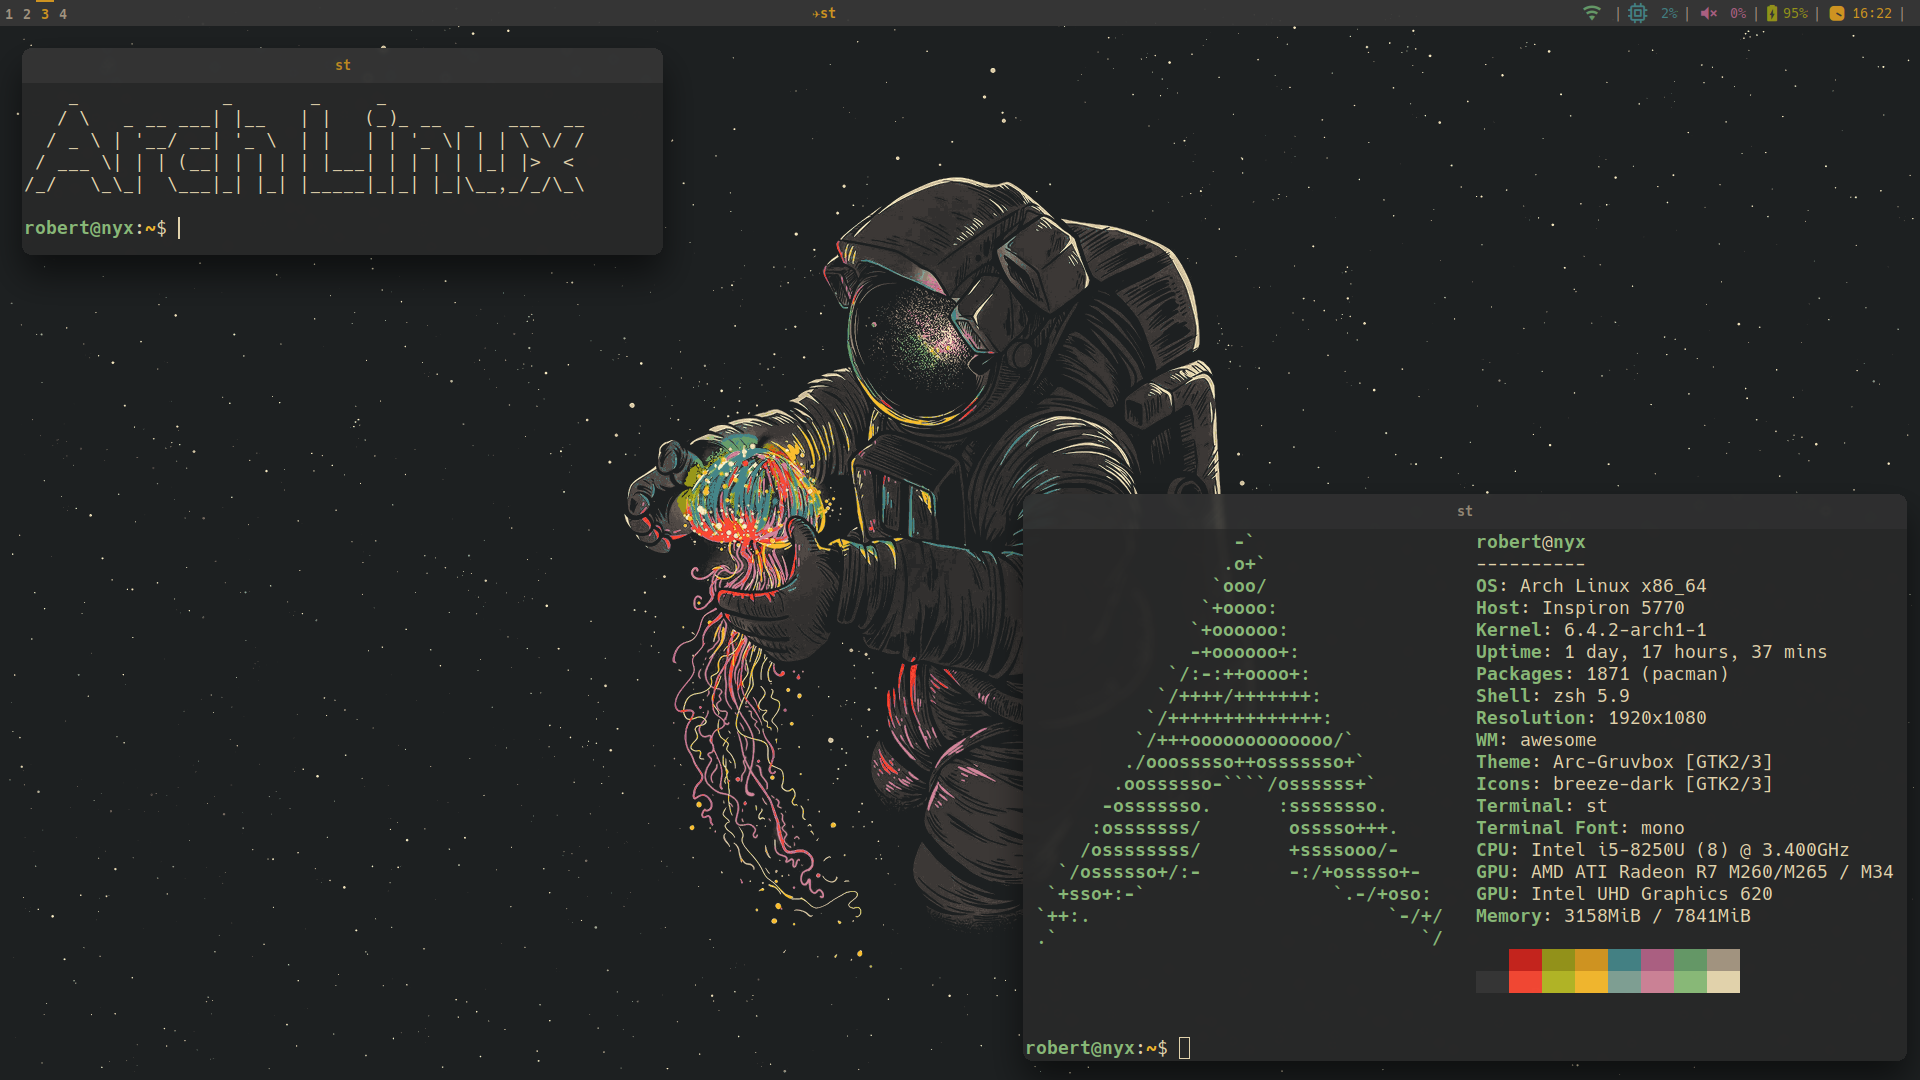 1 2 3 4
✈st
| 2% | 0% | 95% | 16:22 |
st
Arch Linux
robert@nyx:~$
st
robert@nyx
----------
OS: Arch Linux x86_64
Host: Inspiron 5770
Kernel: 6.4.2-arch1-1
Uptime: 1 day, 17 hours, 37 mins
Packages: 1871 (pacman)
Shell: zsh 5.9
Resolution: 1920x1080
WM: awesome
Theme: Arc-Gruvbox [GTK2/3]
Icons: breeze-dark [GTK2/3]
Terminal: st
Terminal Font: mono
CPU: Intel i5-8250U (8) @ 3.400GHz
GPU: AMD ATI Radeon R7 M260/M265 / M34
GPU: Intel UHD Graphics 620
Memory: 3158MiB / 7841MiB
robert@nyx:~$